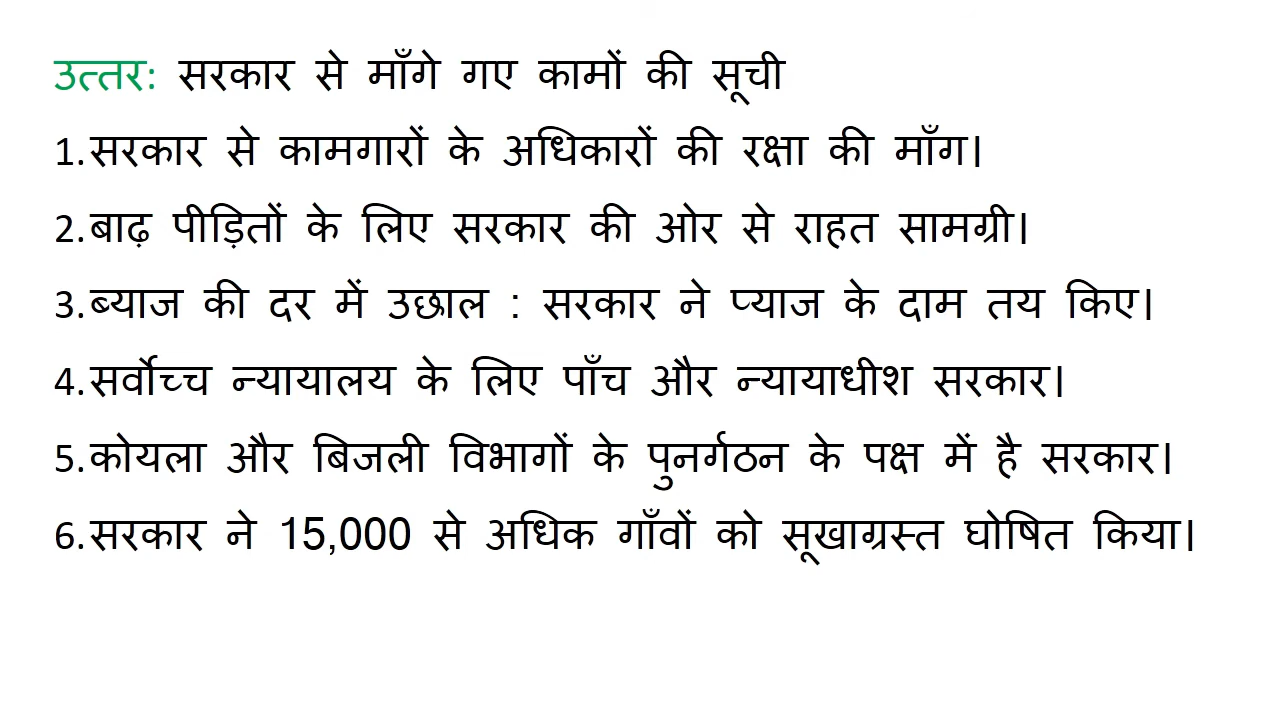 उत्तर: सरकार से माँगे गए कामों की सूची
1.सरकार से कामगारों के अधिकारों की रक्षा की माँग।
2.बाढ़ पीड़ितों के लिए सरकार की ओर से राहत सामग्री।
3.ब्याज की दर में उछाल : सरकार ने प्याज के दाम तय किए।
4.सर्वोच्च न्यायालय के लिए पाँच और न्यायाधीश सरकार।
5.कोयला और बिजली विभागों के पुनर्गठन के पक्ष में है सरकार।
6.सरकार ने 15,000 से अधिक गाँवों को सूखाग्रस्त घोषित किया।